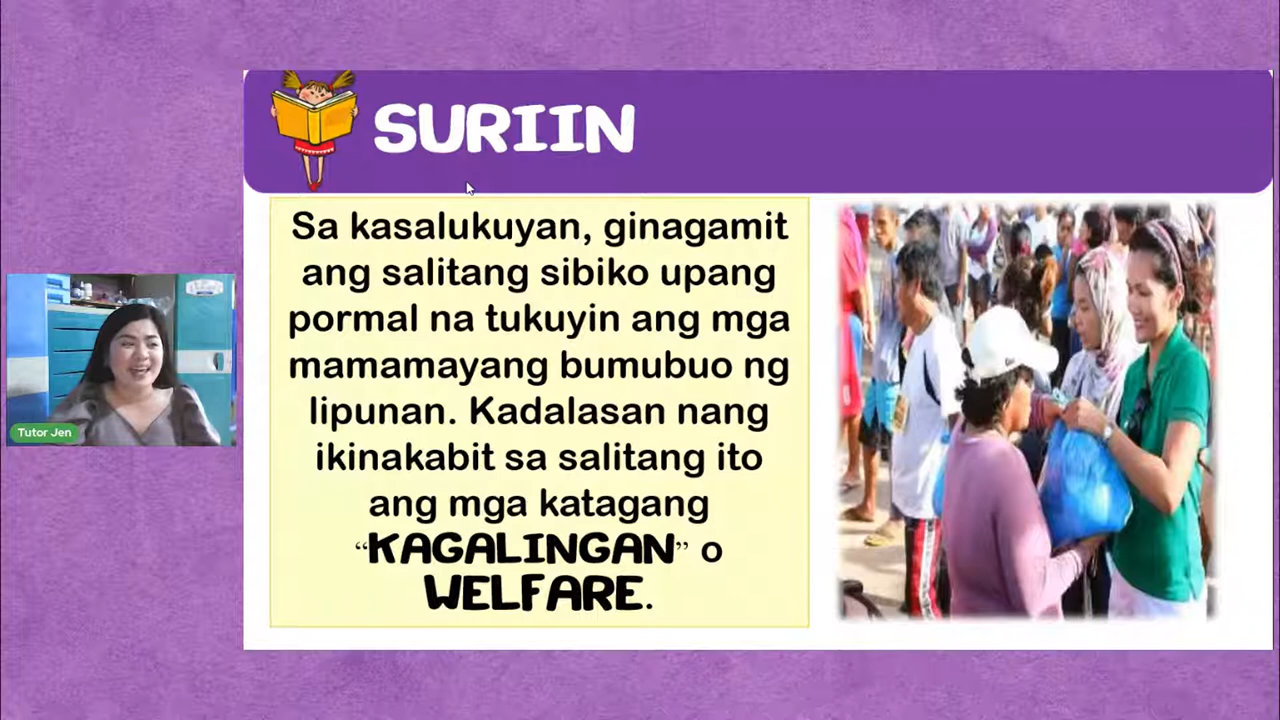 SURIIN
Sa kasalukuyan, ginagamit
ang salitang sibiko upang
pormal na tukuyin ang mga
mamamayang bumubuo ng
lipunan. Kadalasan nang
ikinakabit sa salitang ito
ang mga katagang
“KAGALINGAN” o
WELFARE.
Tutor Jen